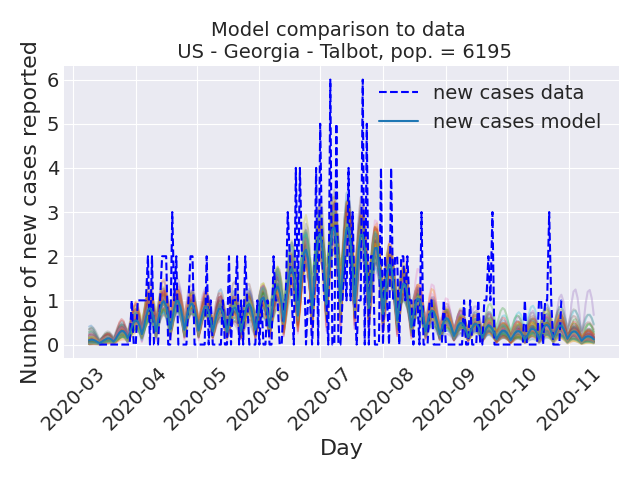 Model comparison to data
US - Georgia - Talbot, pop. = 6195
Number of new cases reported
6
5
4
3
2
1
0
new cases data
new cases model
2020-03
2020-04
2020-05
2020-06
2020-07
2020-08
2020-09
2020-10
2020-11
Day